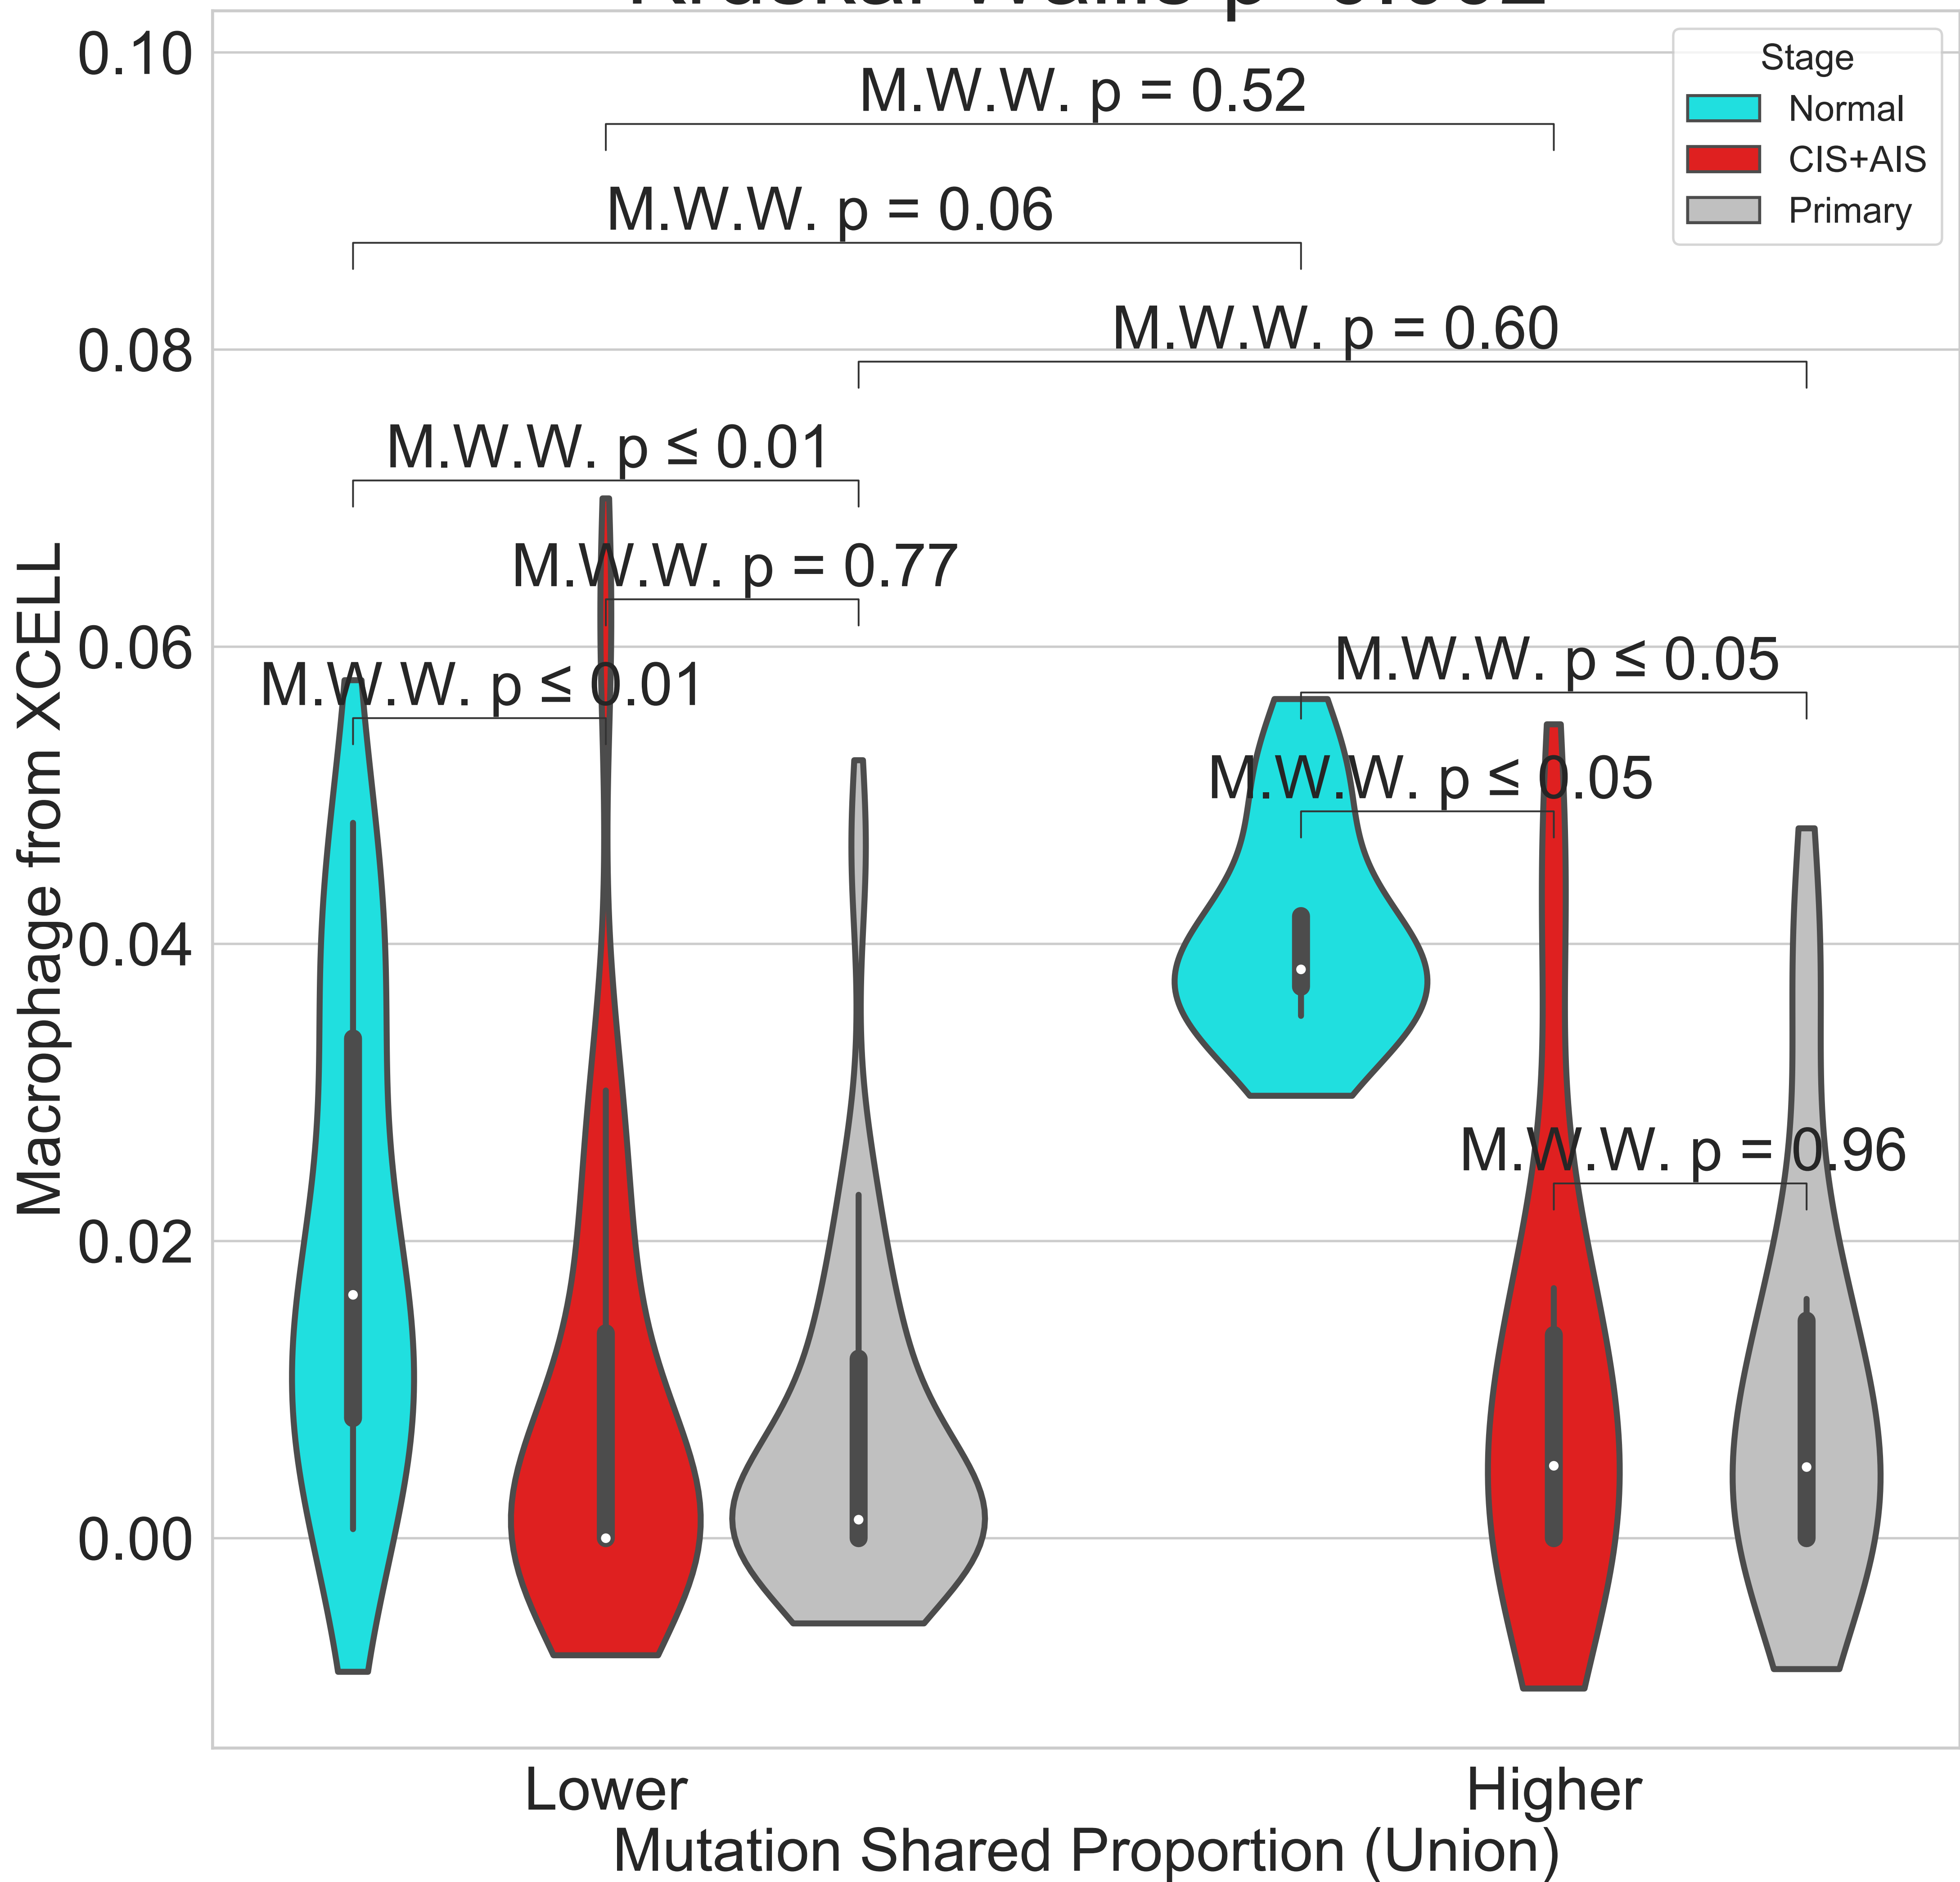 0.10
0.08
0.06
0.04
0.02
0.00
Macrophage from XCELL
Stage
Normal
CIS+AIS
Primary
M.W.W. p = 0.52
M.W.W. p = 0.06
M.W.W. p = 0.60
M.W.W. p ≤ 0.01
M.W.W. p = 0.77
M.W.W. p ≤ 0.01
M.W.W. p ≤ 0.05
M.W.W. p ≤ 0.05
M.W.W. p = 0.96
Lower
Higher
Mutation Shared Proportion (Union)